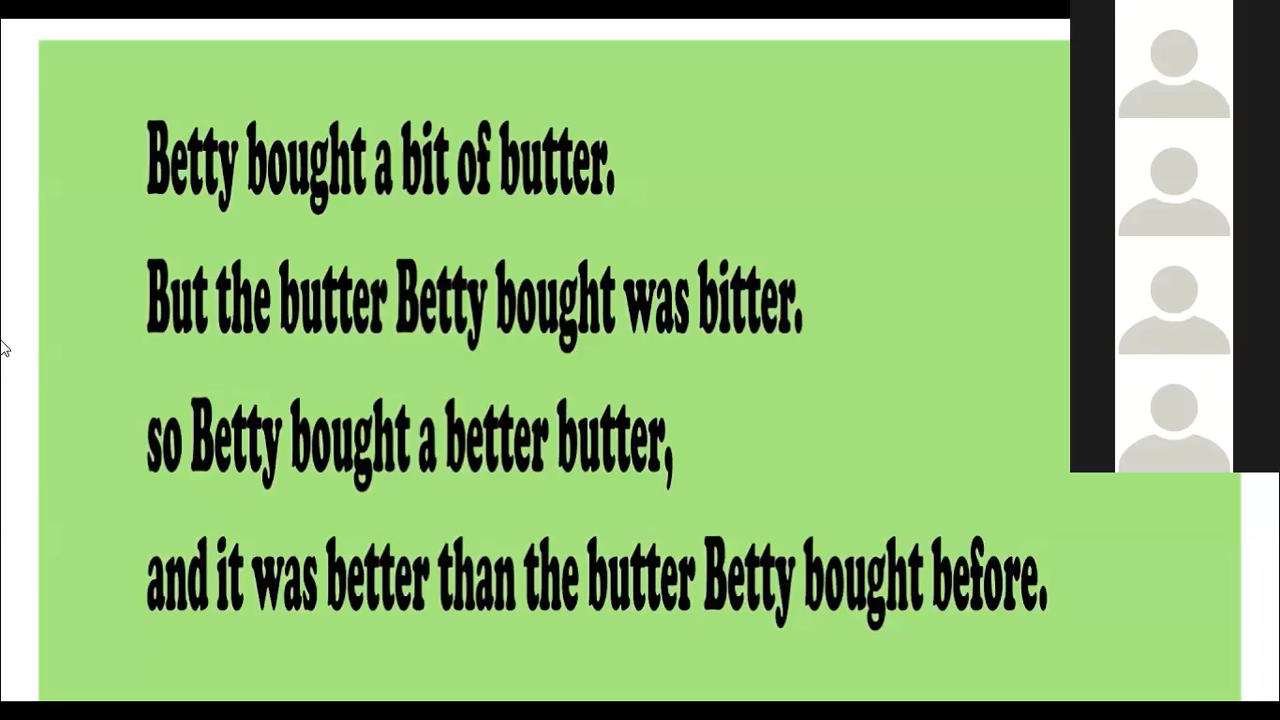 Betty bought a bit of butter.
But the butter Betty bought was bitter.
so Betty bought a better butter,
and it was better than the butter Betty bought before.